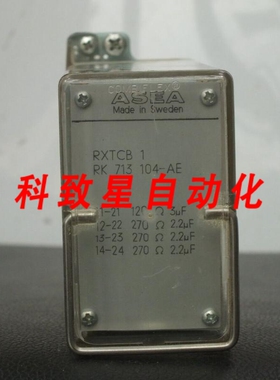 ASEA
Made in Sweden
RXTCB 1
RK 713 104-AE
科致星自动化
12-22 270 Ω 2.2µF
13-23 270 Ω 2.2µF
14-24 270 Ω 2.2µF